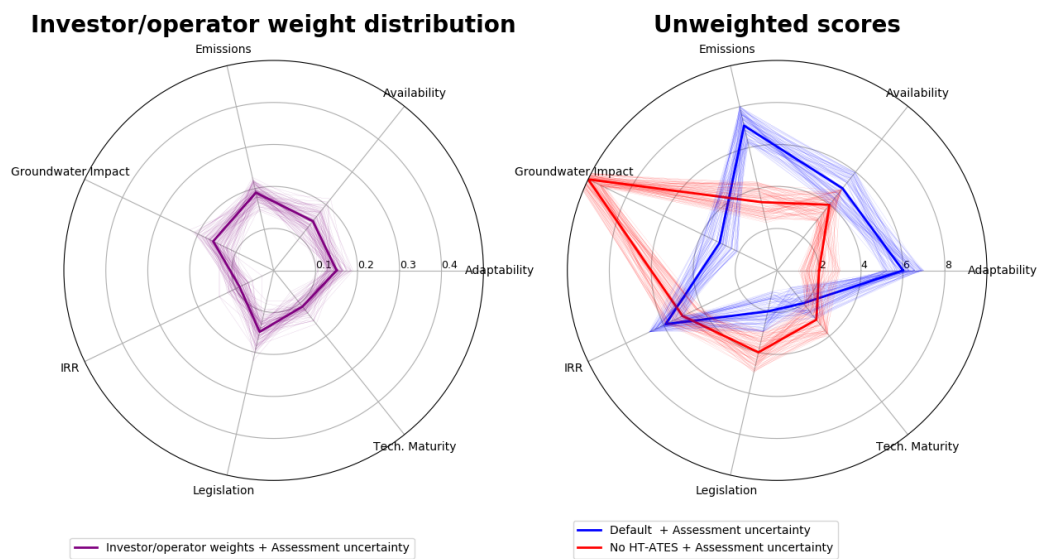 Investor/operator weight distribution
Emissions
Availability
Groundwater Impact
0.1 0.2 0.3 0.4
Adaptability
IRR
Legislation
Tech. Maturity
Investor/operator weights + Assessment uncertainty
Unweighted scores
Emissions
Availability
Groundwater Impact
2 4 6 8
Adaptability
IRR
Legislation
Tech. Maturity
Default + Assessment uncertainty
No HT-ATES + Assessment uncertainty